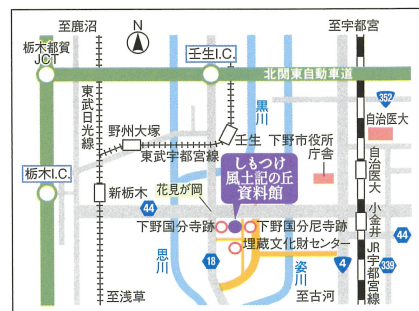 至鹿沼
至宇都宮
N
栃木都賀
JCT
壬生I.C.
北関東自動車道
352
東武日光線
黒川
自治医大
野州大塚
壬生
下野市役所
庁舎
東武宇都宮線
しもつけ
風土記の丘
資料館
栃木I.C.
花見が岡
自治医大
新栃木
44
44
小金井
下野国分寺跡
下野国分尼寺跡
埋蔵文化財センター
思川
姿川
18
4
JR宇都宮線
339
至浅草
至古河